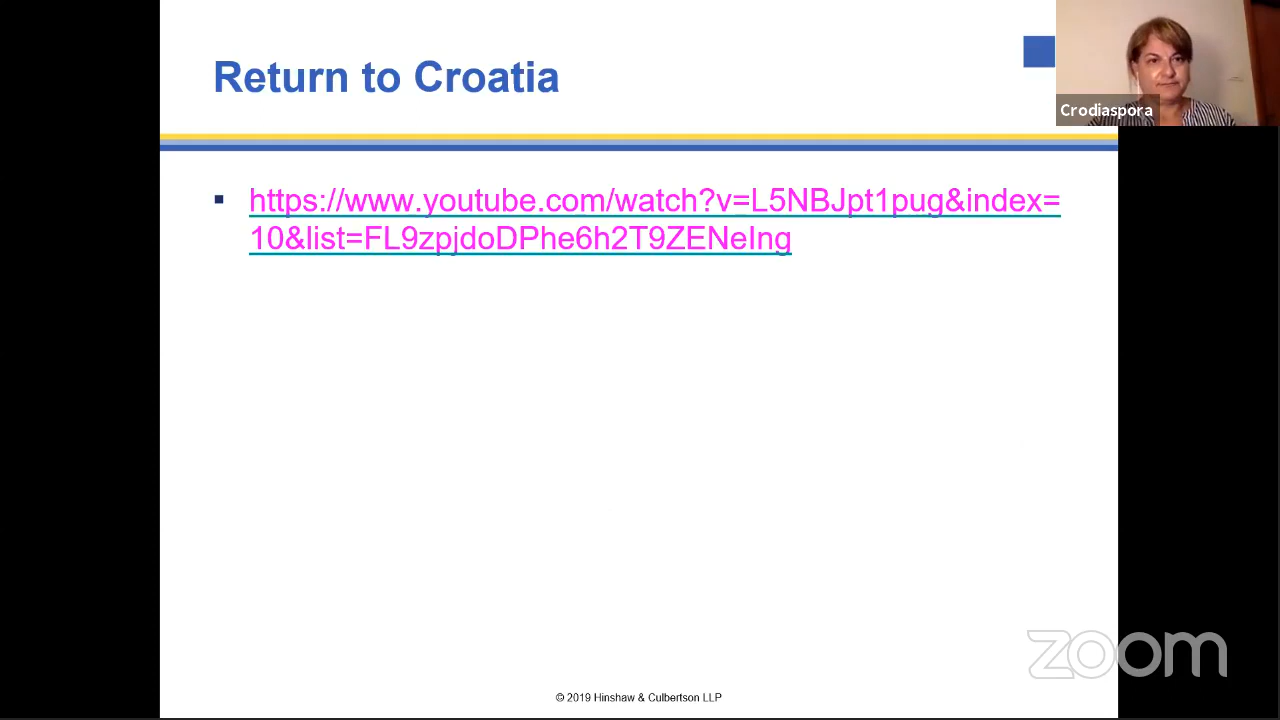 Return to Croatia
Crodiaspora
▪ https://www.youtube.com/watch?v=L5NBJpt1pug&index=
10&list=FL9zpjdoDPhe6h2T9ZENeIng
zoom
© 2019 Hinshaw & Culbertson LLP